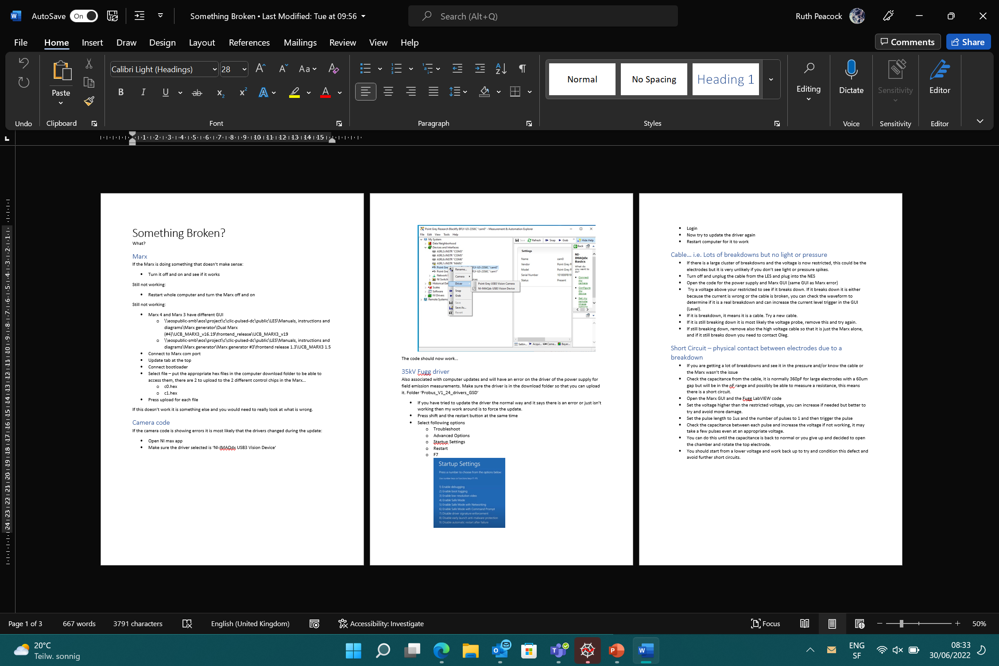 AutoSave On Something Broken • Last Modified: Tue at 09:56 Search (Alt+Q) Ruth Peacock
File Home Insert Draw Design Layout References Mailings Review View Help Comments Share
Calibri Light (Headings) 28 Aa
Paste B I U ab x2 x2 A A Normal No Spacing Heading 1 Editing Dictate Sensitivity Editor
Undo Clipboard Font Paragraph Styles Voice Sensitivity Editor
1 2 3 4 5 6 7 8 9 10 11 12 13 14 15
1 2 3 4 5 6 7 8 9 10 11 12 13 14 15 16 17 18 19 20 21 22 23 24
Something Broken?
What?
Marx
If the Marx is doing something that doesn't make sense:
• Turn it off and on and see if it works
Still not working:
• Restart whole computer and turn the Marx off and on
Still not working:
• Marx 4 and Marx 3 have different GUI
o \\eospublic-smb\eos\project\c\clic-pulsed-dc\public\LES\Manuals, instructions and
diagrams\Marx generator\Dual Marx
(#4)\UCB_MARX3_v16.19\frontend_release\UCB_MARX3_v19
o \\eospublic-smb\eos\project\c\clic-pulsed-dc\public\LES\Manuals, instructions and
diagrams\Marx generator\Marx generator #3\frontend release 1.3\UCB_MARX3 1.5
• Connect to Marx com port
• Update tab at the top
• Connect bootloader
• Select file – put the appropriate hex files in the computer download folder to be able to
access them, there are 2 to upload to the 2 different control chips in the Marx...
o c0.hex
o c1.hex
• Press upload for each file
If this doesn't work it is something else and you would need to really look at what is wrong.
Camera code
If the camera code is showing errors it is most likely that the drivers changed during the update:
• Open NI max app
• Make sure the driver selected is 'NI-IMAQdx USB3 Vision Device'
Point Grey Research Blackfly BFLY-U3-23S6C "cam0" - Measurement & Automation Explorer
File Edit View Tools Help
My System Save Refresh Snap Grab Hide Help
Data Neighborhood Back
Devices and Interfaces
ASRL3::INSTR "COM3" Settings
ASRL5::INSTR "COM5" NI-IMAQdx Basics
ASRL6::INSTR "COM6" Name cam0
ASRL1::INSTR "MARX" Vendor Point Grey
Point Grey FLY-U3-23S6C "cam0" Model Point Grey
Point Grey FLY-U3-23S6C "cam1" Serial Number 1E1000FB19
Network Status Present
NI Switch
Historical Dat
Scales
Software
IVI Drivers
Remote Systems
Rename...
Camera
Driver
Snap
Grab
Save
Save As...
Revert
Point Grey USB3 Vision Camera
NI-IMAQdx USB3 Vision Device
What do you want to do?
Connect my camera
Configure my device
Set my remote image options
Settin... Acqui... Came... Bayer...
The code should now work...
35kV Fugg driver
Also associated with computer updates and will have an error on the driver of the power supply for
field emission measurements. Make sure the driver is in the download folder so that you can upload
it. Folder 'Probus_V1_24_drivers_GSD'
• If you have tried to update the driver the normal way and it says there is an error or just isn't
working then my work around is to force the update.
• Press shift and the restart button at the same time
• Select following options
o Troubleshoot
o Advanced Options
o Startup Settings
o Restart
o F7
Startup Settings
Press a number to choose from the options below:
Use number keys or functions keys F1-F9.
1) Enable debugging
2) Enable boot logging
3) Enable low-resolution video
4) Enable Safe Mode
5) Enable Safe Mode with Networking
6) Enable Safe Mode with Command Prompt
7) Disable driver signature enforcement
8) Disable early launch anti-malware protection
9) Disable automatic restart after failure
• Login
• Now try to update the driver again
• Restart computer for it to work
Cable... i.e. Lots of breakdowns but no light or pressure
• If there is a large cluster of breakdowns and the voltage is now restricted, this could be the
electrodes but it is very unlikely if you don't see light or pressure spikes.
• Turn off and unplug the cable from the LES and plug into the NES
• Open the code for the power supply and Marx GUI (same GUI as Marx error)
• Try a voltage above your restricted to see if it breaks down. If it breaks down it is either
because the current is wrong or the cable is broken, you can check the waveform to
determine if it is a real breakdown and can increase the current level trigger in the GUI
(Level).
• If it is breakdown, it means it is a cable. Try a new cable.
• If it is still breaking down it is most likely the voltage probe, remove this and try again.
• If still breaking down, remove also the high voltage cable so that it is just the Marx alone,
and if it still breaks down you need to contact Oleg.
Short Circuit – physical contact between electrodes due to a
breakdown
• If you are getting a lot of breakdowns and see it in the pressure and/or know the cable or
the Marx wasn't the issue
• Check the capacitance from the cable, it is normally 360pF for large electrodes with a 60um
gap but will be in the nF range and possibly be able to measure a resistance, this means
there is a short circuit.
• Open the Marx GUI and the Fugg LabVIEW code
• Set the voltage higher than the restricted voltage, you can increase if needed but better to
try and avoid more damage.
• Set the pulse length to 1us and the number of pulses to 1 and then trigger the pulse
• Check the capacitance between each pulse and increase the voltage if not working, it may
take a few pulses even at an appropriate voltage.
• You can do this until the capacitance is back to normal or you give up and decided to open
the chamber and rotate the top electrode.
• You should start from a lower voltage and work back up to try and condition this defect and
avoid further short circuits.
Page 1 of 3 667 words 3791 characters English (United Kingdom) Accessibility: Investigate Focus 50%
20°C
Teilw. sonnig
ENG
SF
08:33
30/06/2022